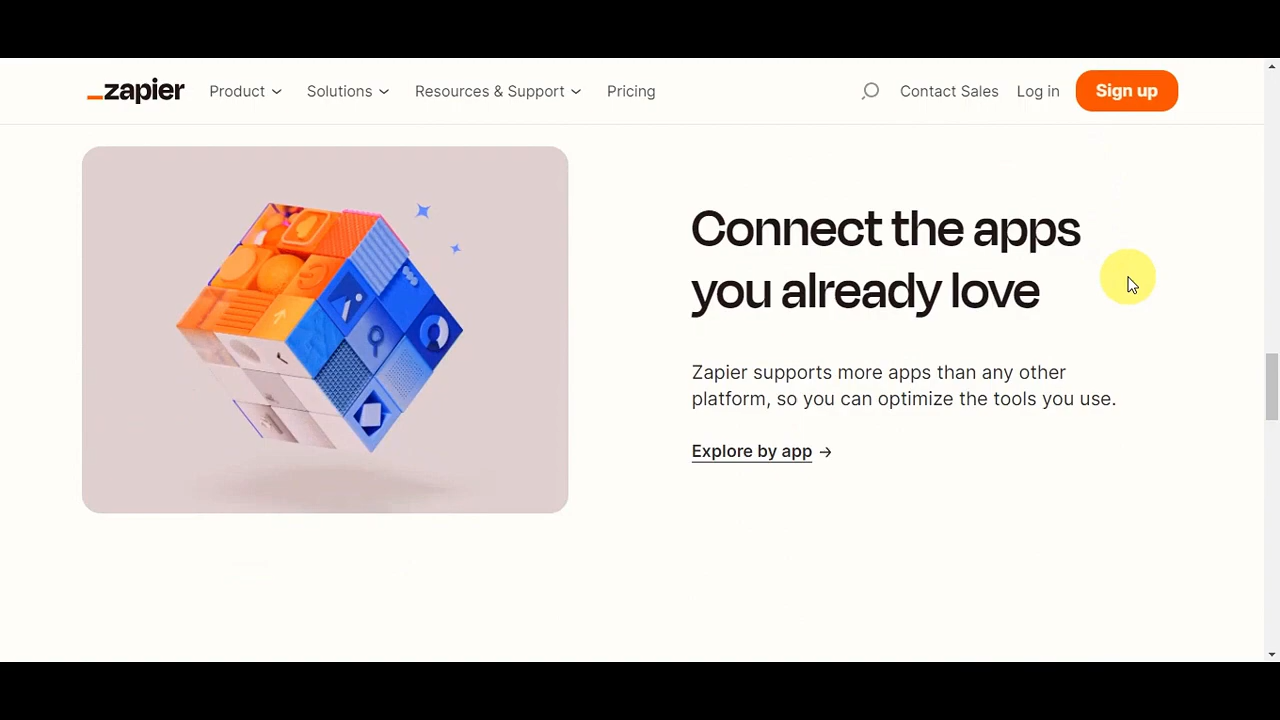 _zapier Product Solutions Resources & Support Pricing Contact Sales Log in Sign up
Connect the apps
you already love
Zapier supports more apps than any other
platform, so you can optimize the tools you use.
Explore by app →